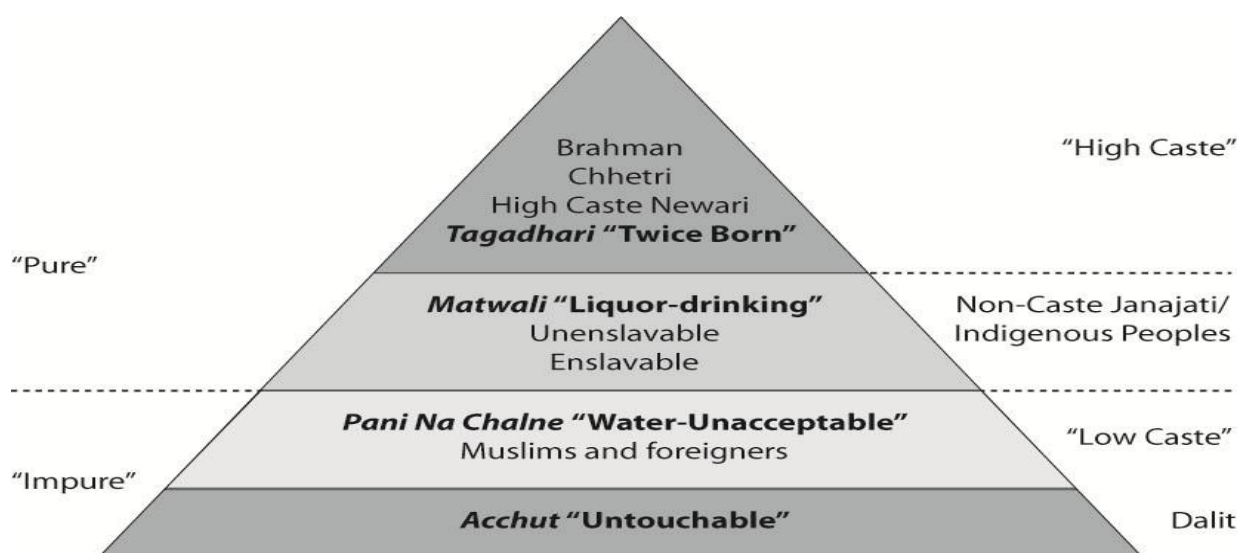 Brahman
Chhetri
High Caste Newari
Tagadhari “Twice Born”
“High Caste”
“Pure”
Matwali “Liquor-drinking”
Unenslavable
Enslavable
Non-Caste Janajati/
Indigenous Peoples
Pani Na Chalne “Water-Unacceptable”
Muslims and foreigners
“Low Caste”
“Impure”
Acchut “Untouchable”
Dalit